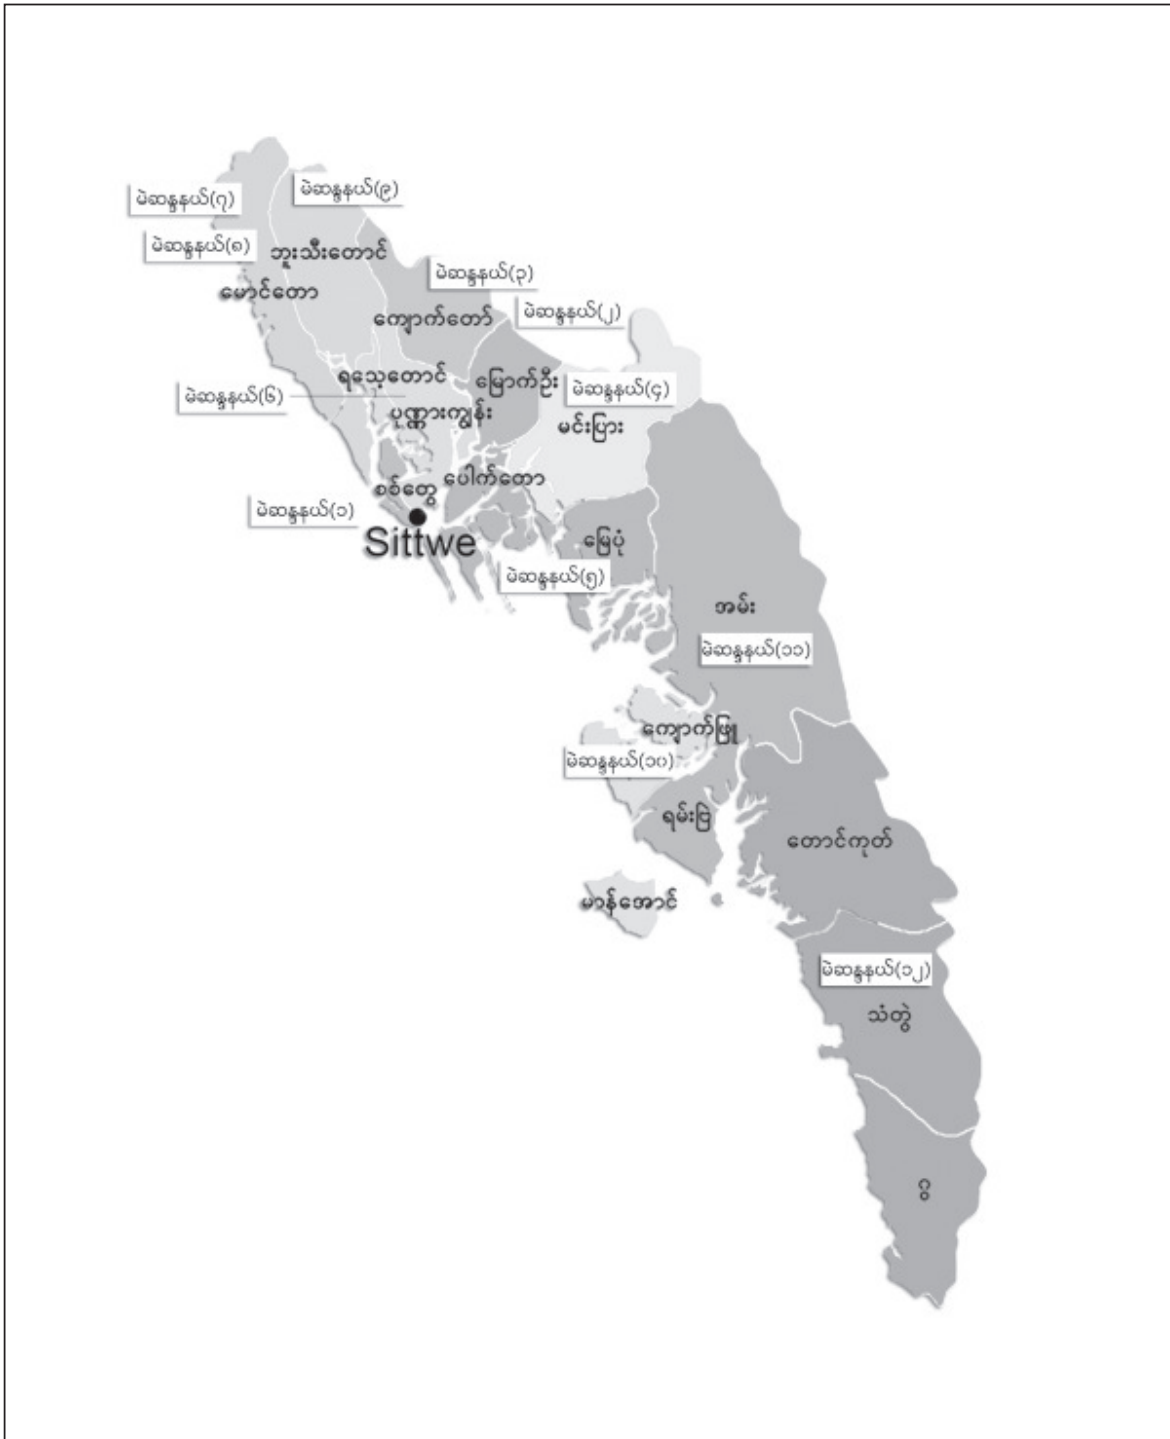 မဲဆန္ဒနယ်(၇)
မဲဆန္ဒနယ်(၉)
မဲဆန္ဒနယ်(၈)
ဘူးသီးတောင်
မဲဆန္ဒနယ်(၃)
မောင်တော
မဲဆန္ဒနယ်(၂)
ကျောက်တော်
ရသေ့တောင်
မြောက်ဦး
မဲဆန္ဒနယ်(၄)
မဲဆန္ဒနယ်(၆)
ပုဏ္ဏားကျွန်း
မင်းပြား
ပေါက်တော
စစ်တွေ
မဲဆန္ဒနယ်(၁)
Sittwe
မြေပုံ
မဲဆန္ဒနယ်(၅)
အမ်း
မဲဆန္ဒနယ်(၁၁)
ကျောက်ဖြူ
မဲဆန္ဒနယ်(၁၀)
ရမ်းဗြဲ
တောင်ကုတ်
မာန်အောင်
မဲဆန္ဒနယ်(၁၂)
သံတွဲ
ဂွ